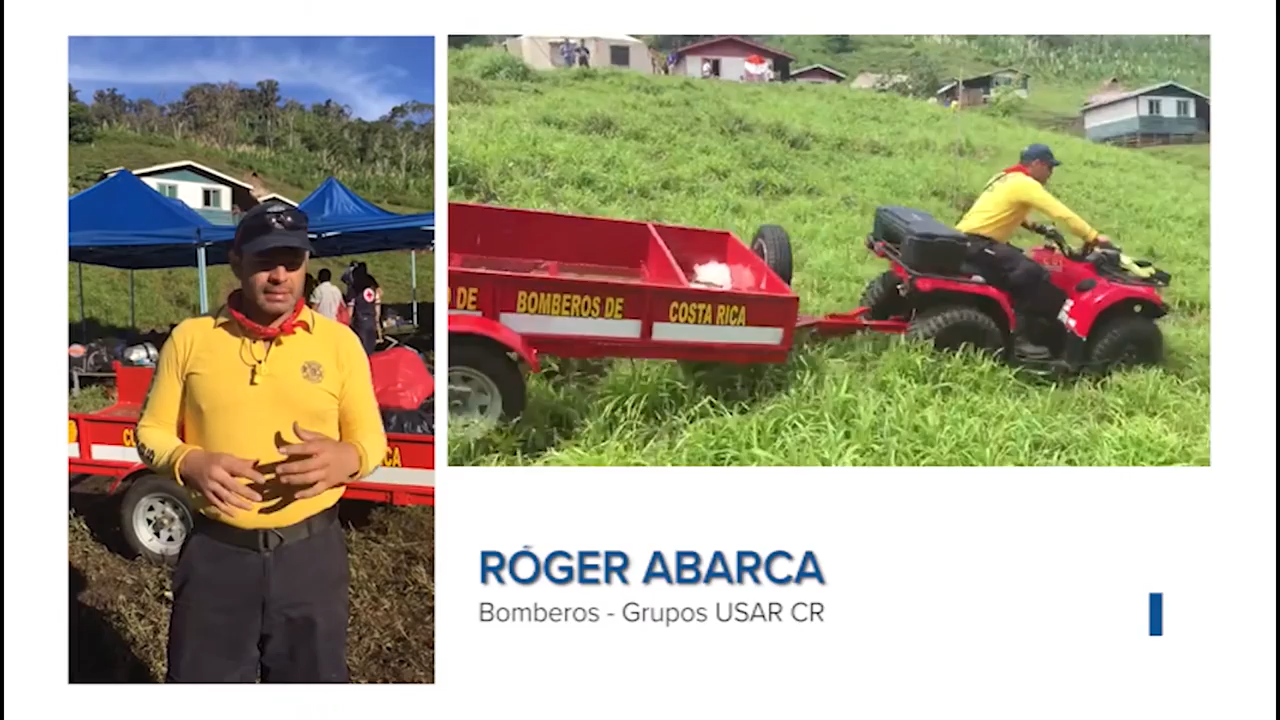 DE BOMBEROS DE COSTA RICA
RÓGER ABARCA
Bomberos - Grupos USAR CR